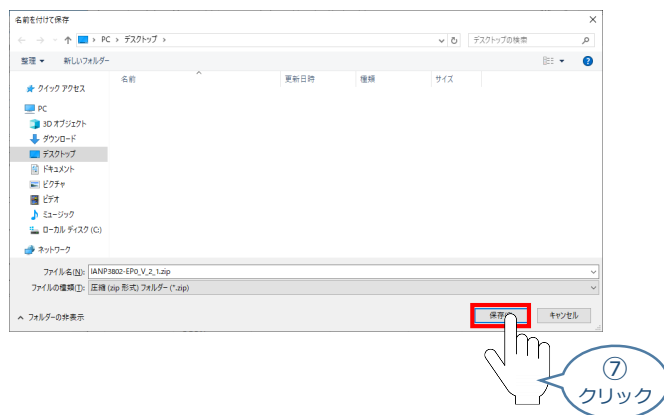 名前を付けて保存
PC › デスクトップ ›
デスクトップの検索
整理 新しいフォルダー
名前 更新日時 種類 サイズ
クイック アクセス
PC
3D オブジェクト
ダウンロード
デスクトップ
ドキュメント
ピクチャ
ビデオ
ミュージック
ローカル ディスク (C:)
ネットワーク
ファイル名(N): IANP3802-EP0_V_2_1.zip
ファイルの種類(T): 圧縮 (zip 形式) フォルダー (*.zip)
フォルダーの非表示
保存 キャンセル
⑦
クリック